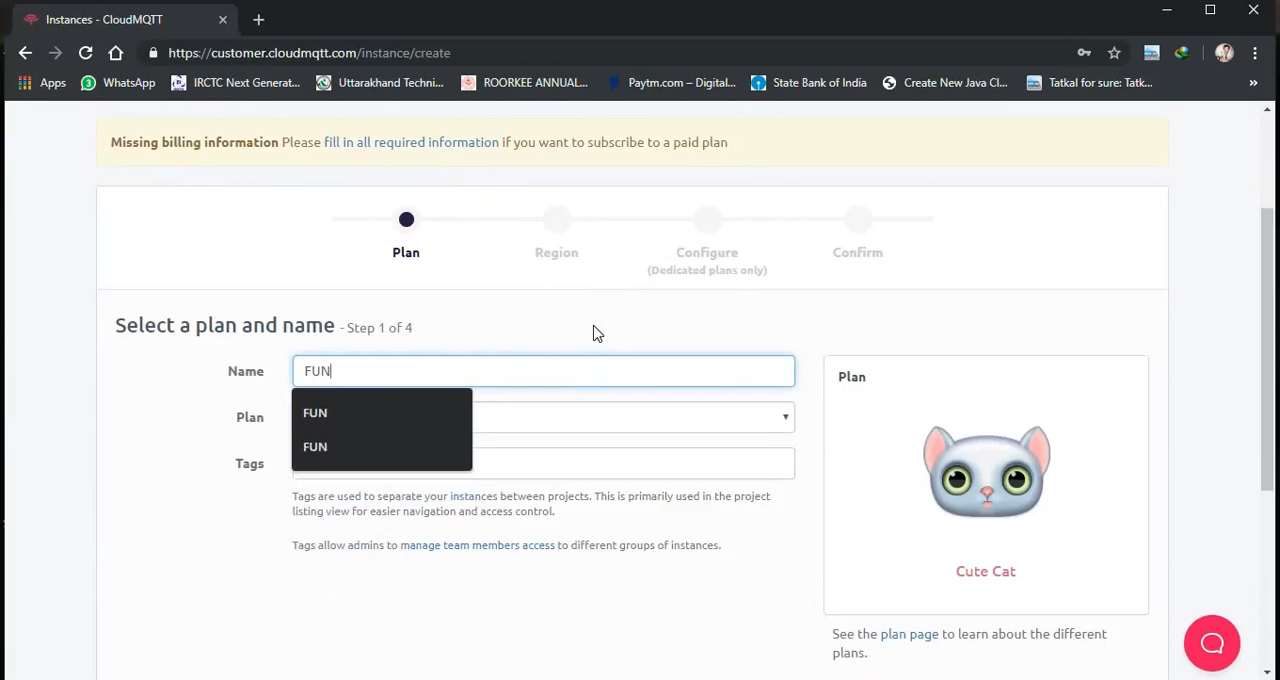 Instances - CloudMQTT
https://customer.cloudmqtt.com/instance/create
Apps WhatsApp IRCTC Next Generat... Uttarakhand Techni... ROORKEE ANNUAL... Paytm.com – Digital... State Bank of India Create New Java Cl... Tatkal for sure: Tatk... »
Missing billing information Please fill in all required information if you want to subscribe to a paid plan
Plan Region Configure Confirm
(Dedicated plans only)
Select a plan and name - Step 1 of 4
Name FUN
FUN
FUN
Plan
Tags
Tags are used to separate your instances between projects. This is primarily used in the project
listing view for easier navigation and access control.
Tags allow admins to manage team members access to different groups of instances.
Plan
Cute Cat
See the plan page to learn about the different
plans.